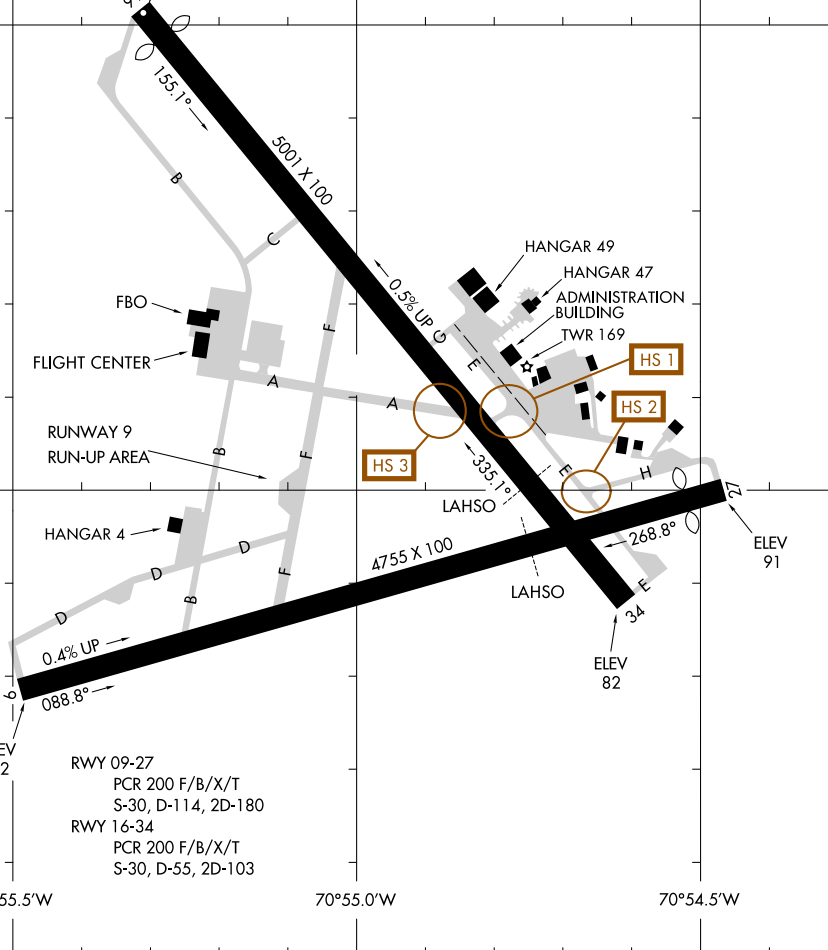 155.1°
5001 X 100
B
C
HANGAR 49
HANGAR 47
ADMINISTRATION
BUILDING
TWR 169
0.5% UP
G
E
FBO
F
FLIGHT CENTER
A
A
HS 1
HS 2
HS 3
RUNWAY 9
RUN-UP AREA
B
F
335.1°
E
H
LAHSO
27
HANGAR 4
D
D
4755 X 100
268.8°
ELEV
91
LAHSO
F
B
E
34
D
0.4% UP
088.8°
9
ELEV
82
RWY 09-27
PCR 200 F/B/X/T
S-30, D-114, 2D-180
RWY 16-34
PCR 200 F/B/X/T
S-30, D-55, 2D-103
55.5'W
70°55.0'W
70°54.5'W